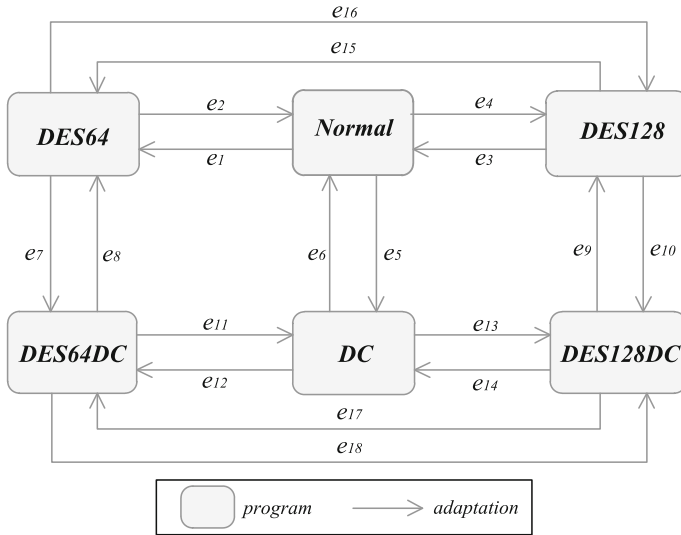 e16
e15
e2
e4
DES64
Normal
DES128
e1
e3
e7
e8
e6
e5
e9
e10
e11
e13
DES64DC
DC
DES128DC
e12
e14
e17
e18
program
adaptation